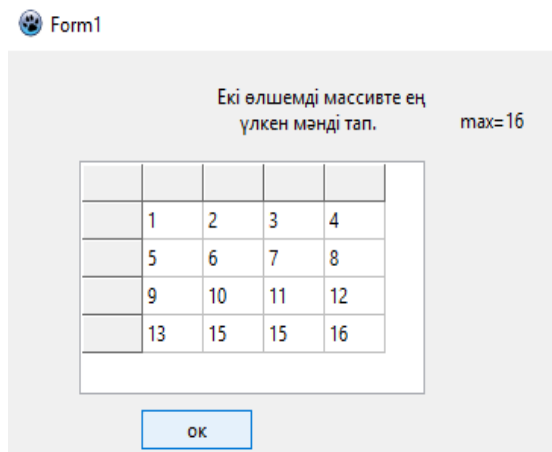 Form1
Екі өлшемді массивте ең
үлкен мәнді тап.
max=16
1 2 3 4
5 6 7 8
9 10 11 12
13 15 15 16
ок